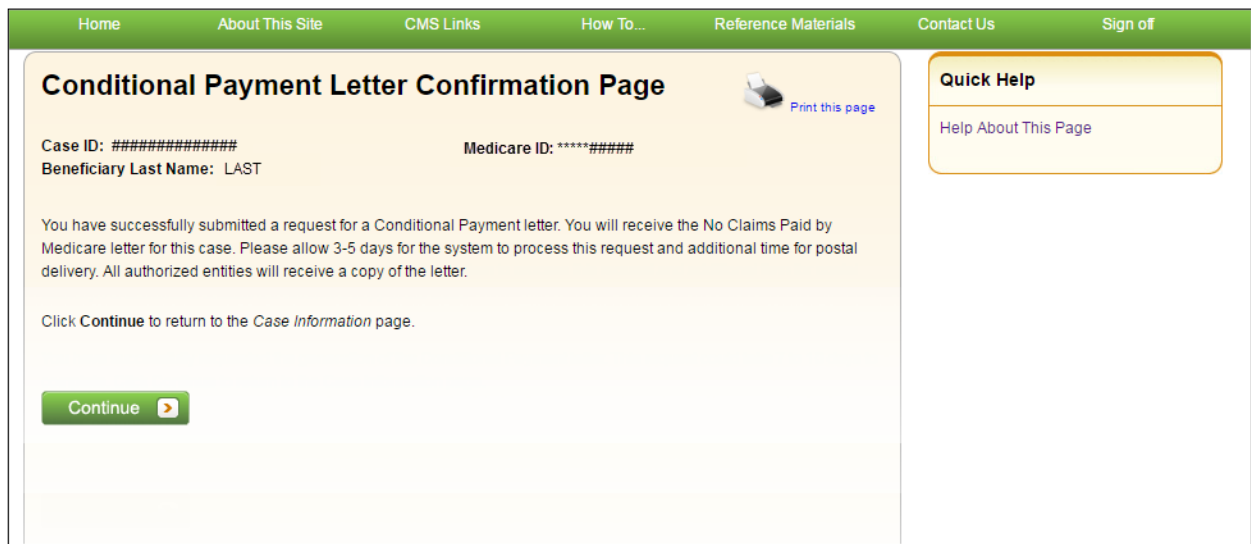 Home About This Site CMS Links How To... Reference Materials Contact Us Sign off
Conditional Payment Letter Confirmation Page
Print this page
Quick Help
Help About This Page
Case ID: ############## Medicare ID: *****#####
Beneficiary Last Name: LAST
You have successfully submitted a request for a Conditional Payment letter. You will receive the No Claims Paid by
Medicare letter for this case. Please allow 3-5 days for the system to process this request and additional time for postal
delivery. All authorized entities will receive a copy of the letter.
Click Continue to return to the Case Information page.
Continue